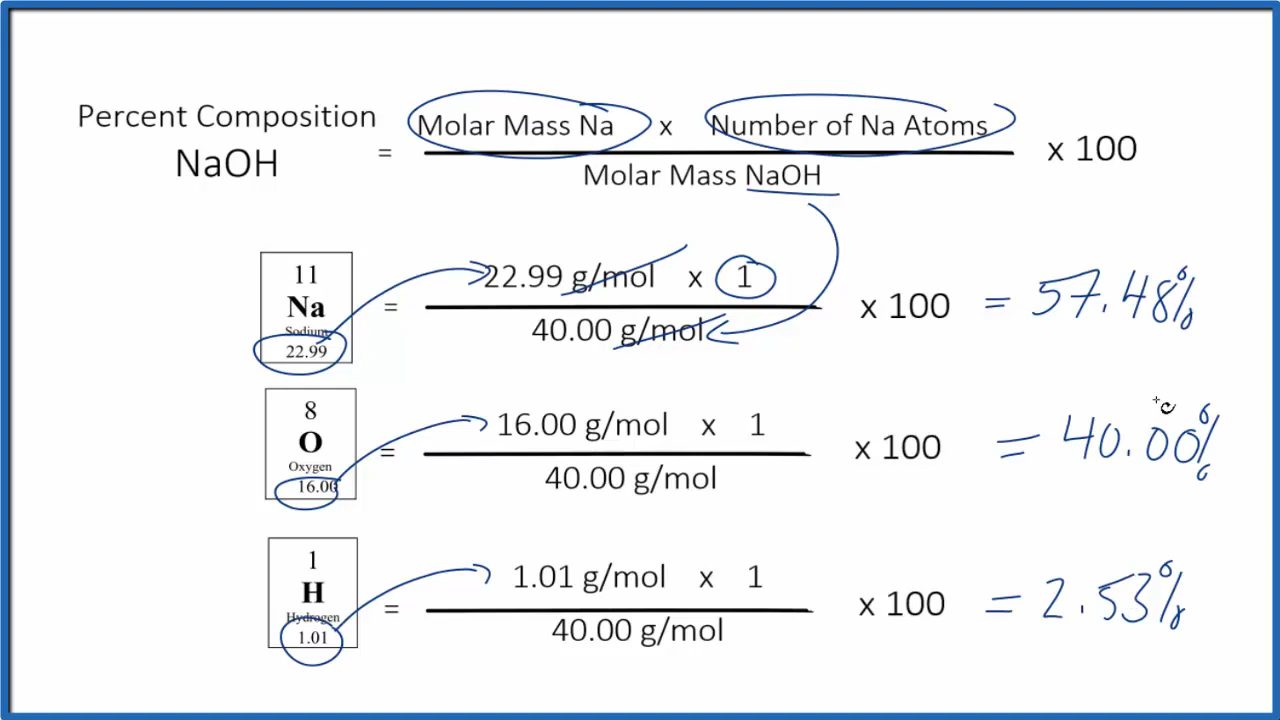 Percent Composition NaOH = Molar Mass Na x Number of Na Atoms x 100
Molar Mass NaOH
11
Na
Sodium
22.99
= 22.99 g/mol x 1 x 100 = 57.48%
40.00 g/mol
8
O
Oxygen
16.00
= 16.00 g/mol x 1 x 100 = 40.00%
40.00 g/mol
1
H
Hydrogen
1.01
= 1.01 g/mol x 1 x 100 = 2.53%
40.00 g/mol